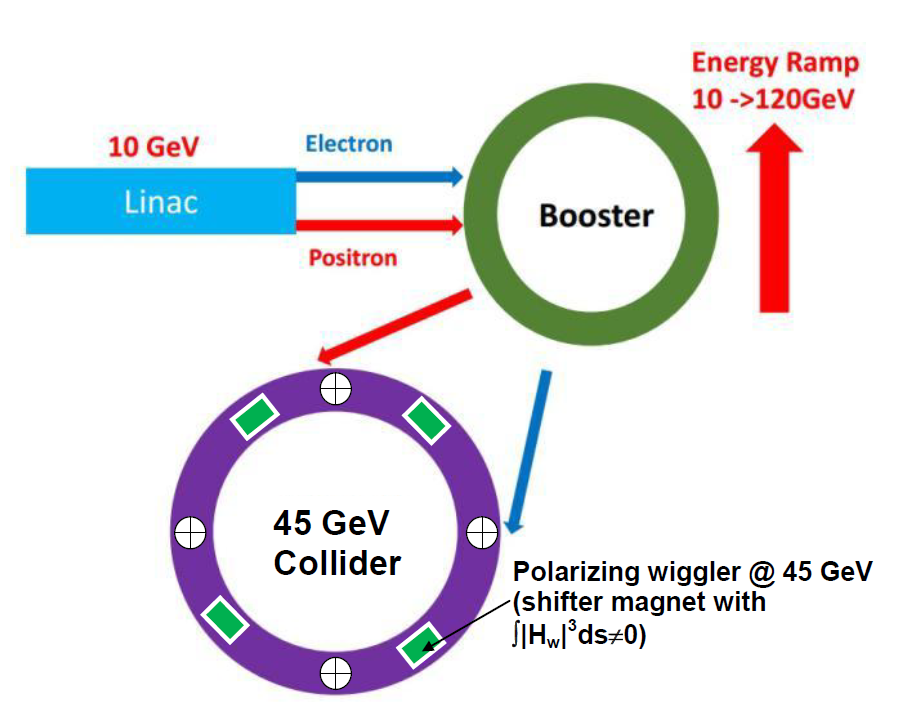 Energy Ramp
10 ->120GeV
10 GeV
Electron
Linac
Booster
Positron
45 GeV
Collider
Polarizing wiggler @ 45 GeV
(shifter magnet with
∫|Hw|³ds≠0)